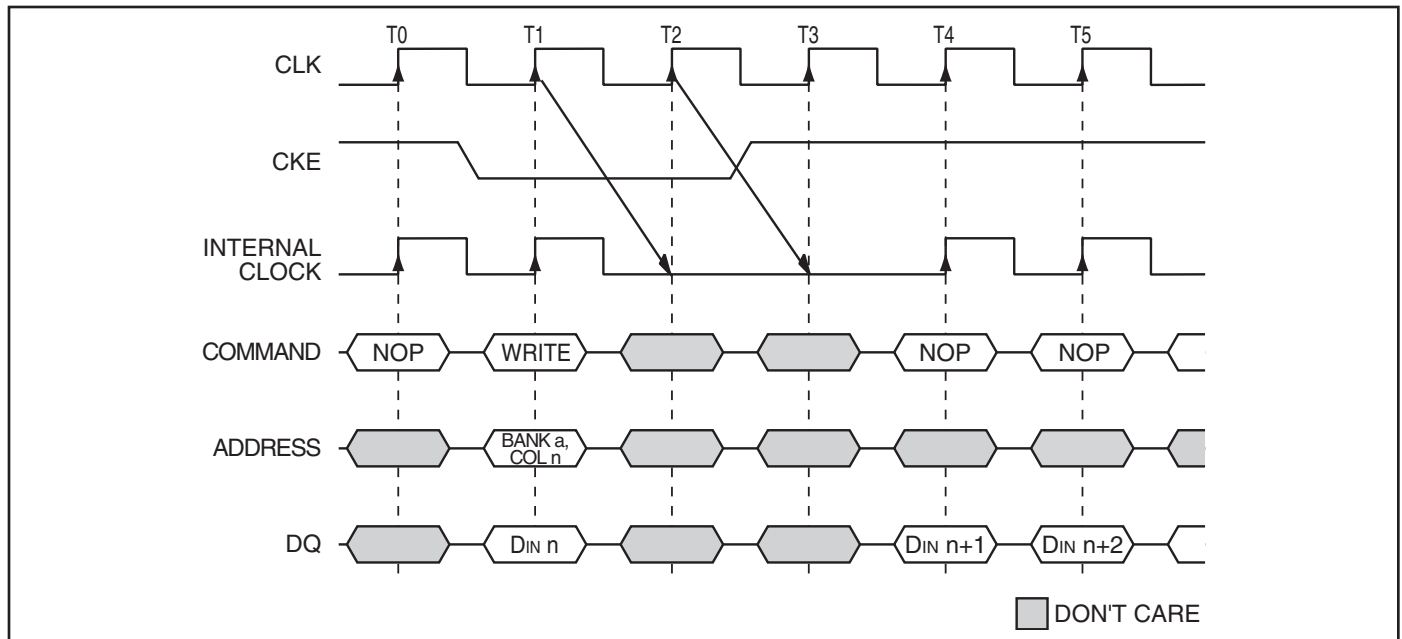 T0 T1 T2 T3 T4 T5
CLK
CKE
INTERNAL
CLOCK
COMMAND NOP WRITE NOP NOP
ADDRESS BANK a,
COL n
DQ DIN n DIN n+1 DIN n+2
DON'T CARE